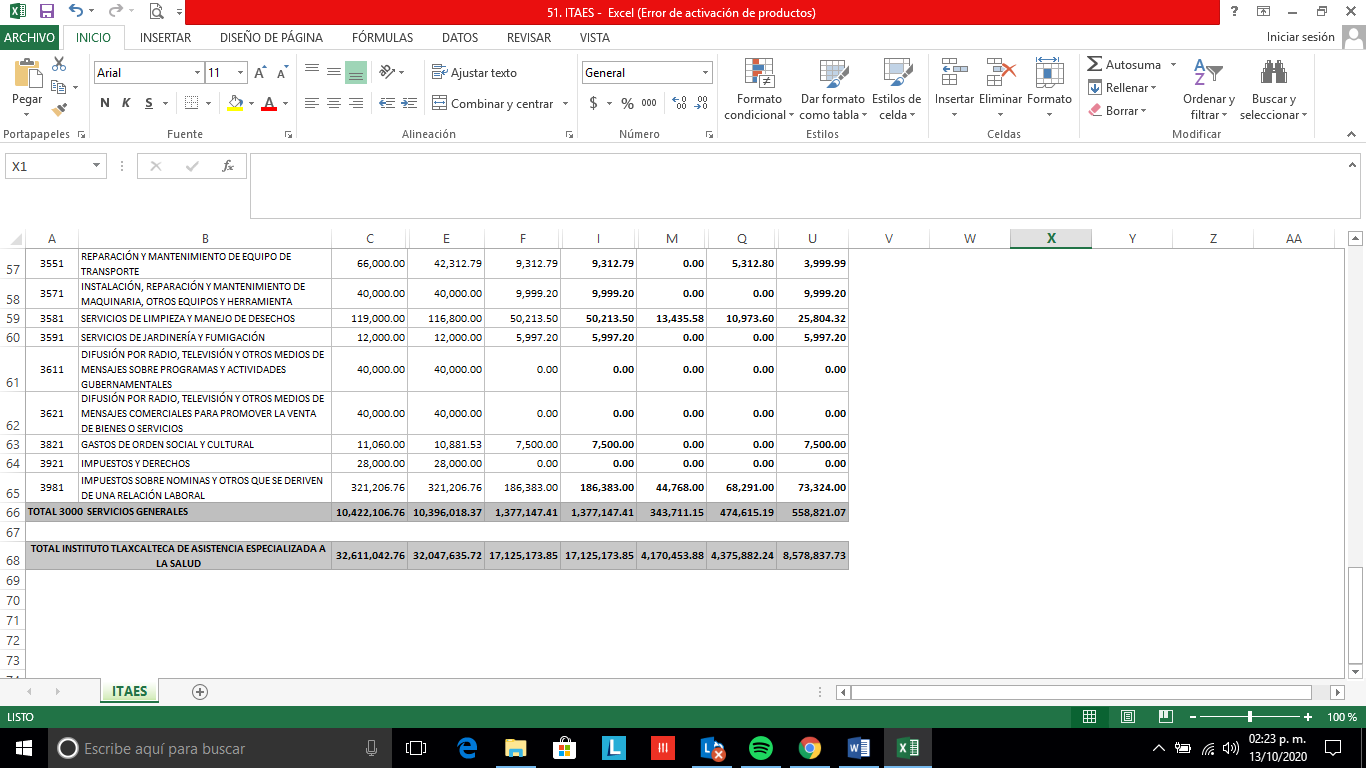 51. ITAES - Excel (Error de activación de productos)
?
ARCHIVO INICIO INSERTAR DISEÑO DE PÁGINA FÓRMULAS DATOS REVISAR VISTA Iniciar sesión
Pegar
Portapapeles
Arial 11 A A
N K S A
Fuente
Ajustar texto
Combinar y centrar
Alineación
General
$ % 000
Número
Formato condicional
Dar formato como tabla
Estilos de celda
Estilos
Insertar Eliminar Formato
Celdas
Autosuma
Rellenar
Borrar
Ordenar y filtrar
Buscar y seleccionar
Modificar
X1 fx
A B C E F I M Q U V W X Y Z AA
57 3551 REPARACIÓN Y MANTENIMIENTO DE EQUIPO DE TRANSPORTE 66,000.00 42,312.79 9,312.79 9,312.79 0.00 5,312.80 3,999.99
58 3571 INSTALACIÓN, REPARACIÓN Y MANTENIMIENTO DE MAQUINARIA, OTROS EQUIPOS Y HERRAMIENTA 40,000.00 40,000.00 9,999.20 9,999.20 0.00 0.00 9,999.20
59 3581 SERVICIOS DE LIMPIEZA Y MANEJO DE DESECHOS 119,000.00 116,800.00 50,213.50 50,213.50 13,435.58 10,973.60 25,804.32
60 3591 SERVICIOS DE JARDINERÍA Y FUMIGACIÓN 12,000.00 12,000.00 5,997.20 5,997.20 0.00 0.00 5,997.20
61 3611 DIFUSIÓN POR RADIO, TELEVISIÓN Y OTROS MEDIOS DE MENSAJES SOBRE PROGRAMAS Y ACTIVIDADES GUBERNAMENTALES 40,000.00 40,000.00 0.00 0.00 0.00 0.00 0.00
62 3621 DIFUSIÓN POR RADIO, TELEVISIÓN Y OTROS MEDIOS DE MENSAJES COMERCIALES PARA PROMOVER LA VENTA DE BIENES O SERVICIOS 40,000.00 40,000.00 0.00 0.00 0.00 0.00 0.00
63 3821 GASTOS DE ORDEN SOCIAL Y CULTURAL 11,060.00 10,881.53 7,500.00 7,500.00 0.00 0.00 7,500.00
64 3921 IMPUESTOS Y DERECHOS 28,000.00 28,000.00 0.00 0.00 0.00 0.00 0.00
65 3981 IMPUESTOS SOBRE NOMINAS Y OTROS QUE SE DERIVEN DE UNA RELACIÓN LABORAL 321,206.76 321,206.76 186,383.00 186,383.00 44,768.00 68,291.00 73,324.00
66 TOTAL 3000 SERVICIOS GENERALES 10,422,106.76 10,396,018.37 1,377,147.41 1,377,147.41 343,711.15 474,615.19 558,821.07
67
68 TOTAL INSTITUTO TLAXCALTECA DE ASISTENCIA ESPECIALIZADA A LA SALUD 32,611,042.76 32,047,635.72 17,125,173.85 17,125,173.85 4,170,453.88 4,375,882.24 8,578,837.73
69
70
71
72
73
ITAES
LISTO 100 %
Escribe aquí para buscar
02:23 p. m.
13/10/2020